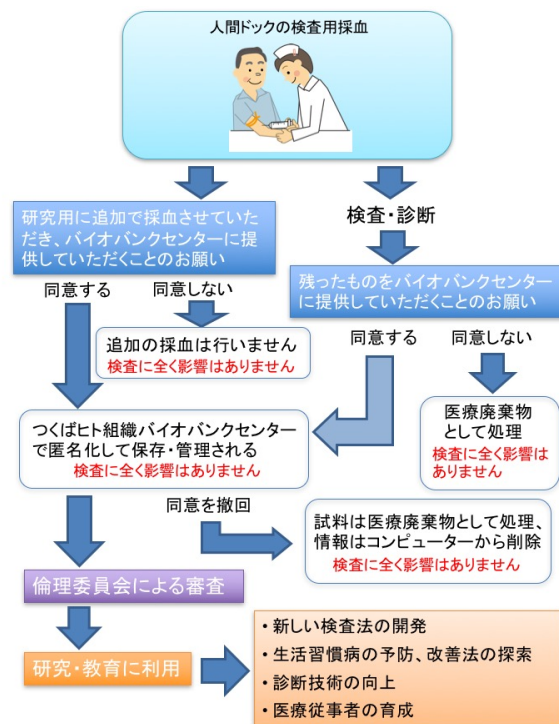 人間ドックの検査用採血
研究用に追加で採血させていただ
き、バイオバンクセンターに提
供していただくことのお願い
検査・診断
残ったものをバイオバンクセンター
に提供していただくことのお願い
同意する
同意しない
追加の採血は行いません
検査に全く影響はありません
同意する
同意しない
医療廃棄物
として処理
検査に全く影響は
ありません
つくばヒト組織バイオバンクセンター
で匿名化して保存・管理される
検査に全く影響はありません
同意を撤回
試料は医療廃棄物として処理、
情報はコンピューターから削除
検査に全く影響はありません
倫理委員会による審査
研究・教育に利用
・新しい検査法の開発
・生活習慣病の予防、改善法の探索
・診断技術の向上
・医療従事者の育成